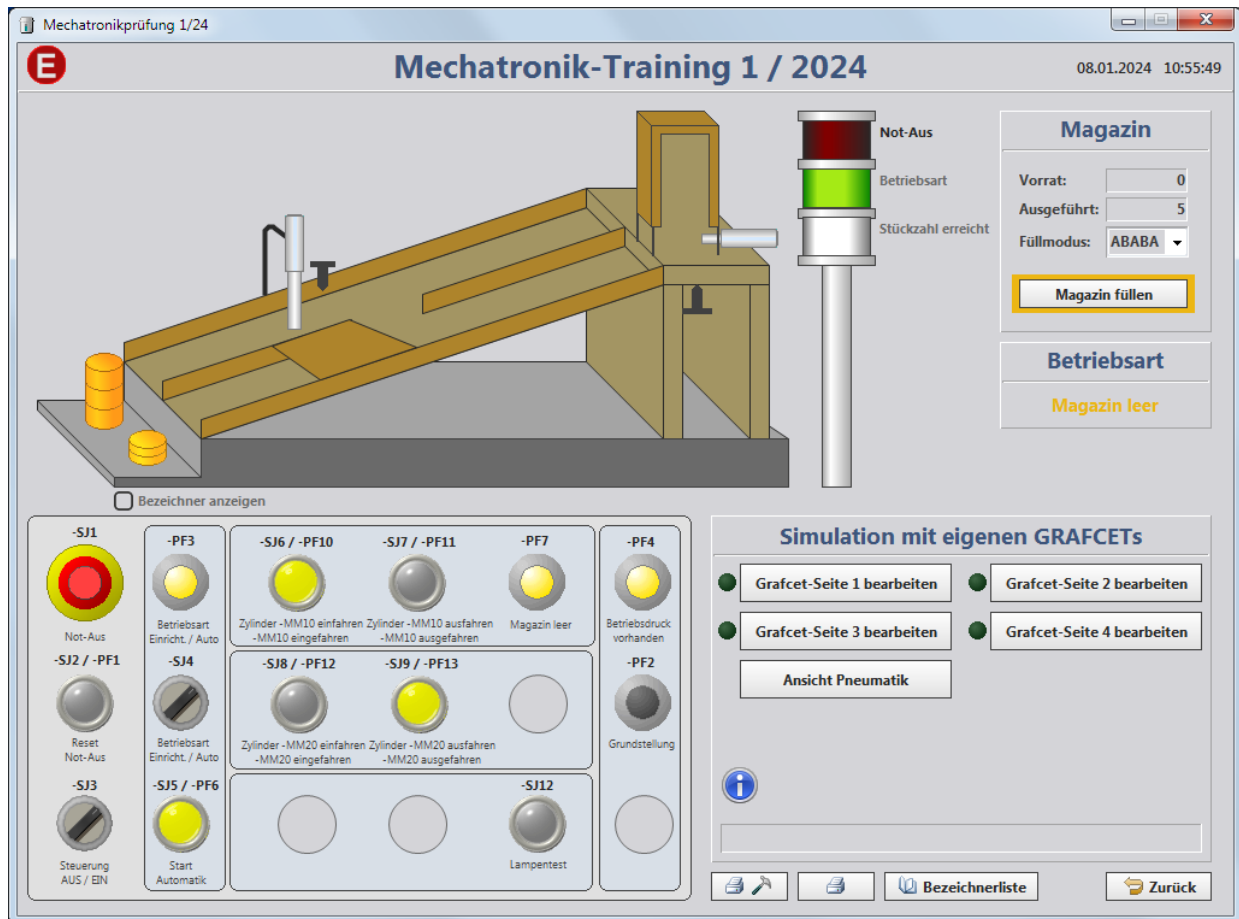 Mechatronikprüfung 1/24
E
Mechatronik-Training 1 / 2024
08.01.2024 10:55:49
Not-Aus
Betriebsart
Stückzahl erreicht
Magazin
Vorrat: 0
Ausgeführt: 5
Füllmodus: ABABA
Magazin füllen
Betriebsart
Magazin leer
Bezeichner anzeigen
-SJ1
Not-Aus
-SJ2 / -PF1
Reset
Not-Aus
-SJ3
Steuerung
AUS / EIN
-PF3
Betriebsart
Einricht. / Auto
-SJ4
Betriebsart
Einricht. / Auto
-SJ5 / -PF6
Start
Automatik
-SJ6 / -PF10
Zylinder -MM10 einfahren
-MM10 eingefahren
-SJ7 / -PF11
Zylinder -MM10 ausfahren
-MM10 ausgefahren
-PF7
Magazin leer
-SJ8 / -PF12
Zylinder -MM20 einfahren
-MM20 eingefahren
-SJ9 / -PF13
Zylinder -MM20 ausfahren
-MM20 ausgefahren
-SJ12
Lampentest
-PF4
Betriebsdruck
vorhanden
-PF2
Grundstellung
Simulation mit eigenen GRAFCETs
Grafcet-Seite 1 bearbeiten
Grafcet-Seite 2 bearbeiten
Grafcet-Seite 3 bearbeiten
Grafcet-Seite 4 bearbeiten
Ansicht Pneumatik
i
Bezeichnerliste
Zurück